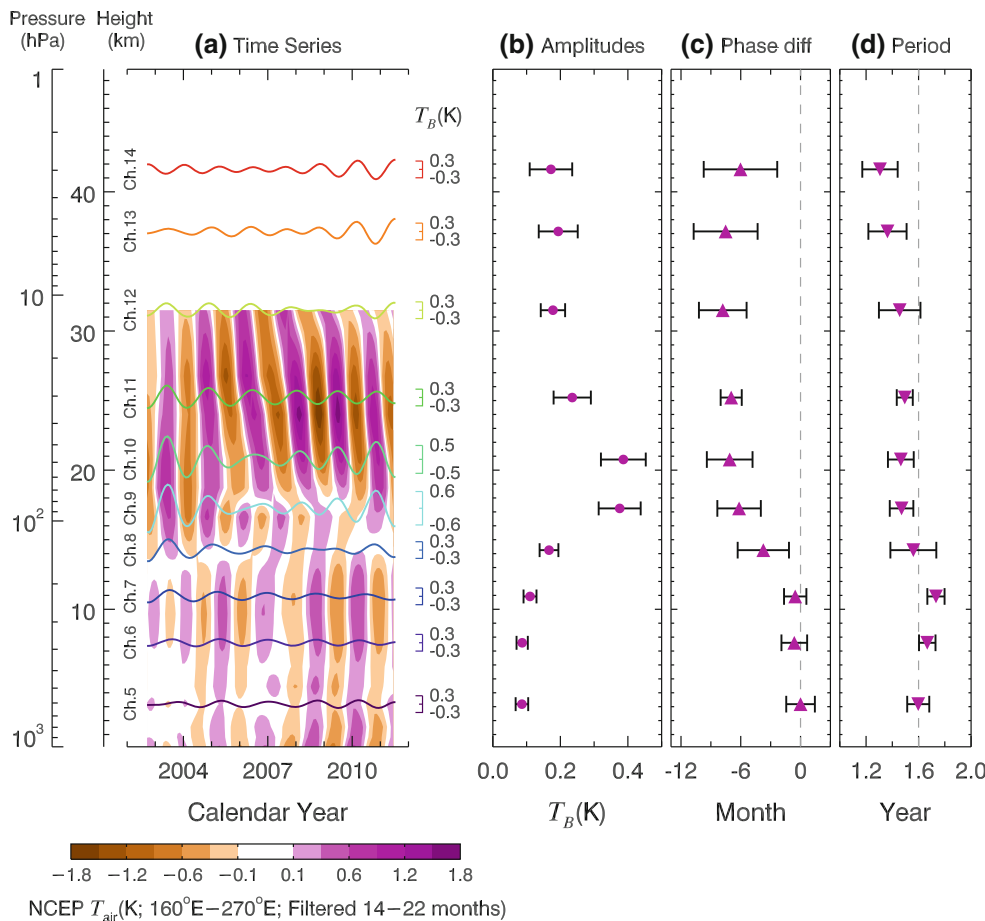 Pressure (hPa)
Height (km)
(a) Time Series
(b) Amplitudes
(c) Phase diff
(d) Period
1
10
10²
10³
40
30
20
10
T_B(K)
Ch.14
0.3
-0.3
Ch.13
0.3
-0.3
Ch.12
0.3
-0.3
Ch.11
0.3
-0.3
Ch.10
0.5
-0.5
Ch.9
0.6
-0.6
Ch.8
0.3
-0.3
Ch.7
0.3
-0.3
Ch.6
0.3
-0.3
Ch.5
0.3
-0.3
2004 2007 2010
Calendar Year
0.0 0.4
T_B(K)
-12 -6 0
Month
1.2 1.6 2.0
Year
−1.8 −1.2 −0.6 −0.1 0.1 0.6 1.2 1.8
NCEP T_air(K; 160°E−270°E; Filtered 14−22 months)